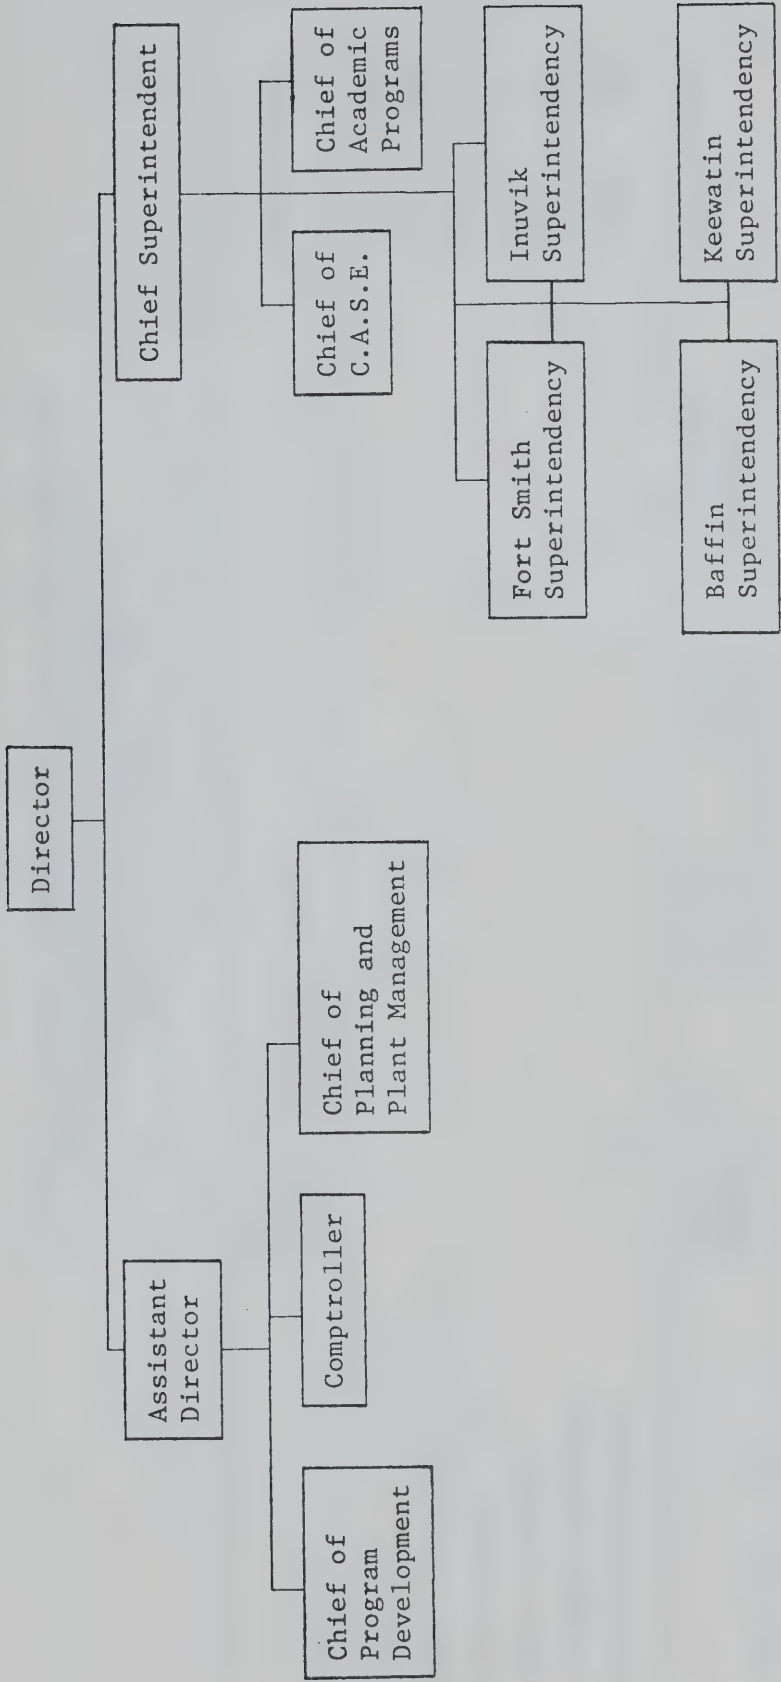 Director
Assistant
Director
Chief Superintendent
Chief of
Program
Development
Comptroller
Chief of
Planning and
Plant Management
Chief of
C.A.S.E.
Chief of
Academic
Programs
Fort Smith
Superintendency
Inuvik
Superintendency
Baffin
Superintendency
Keewatin
Superintendency